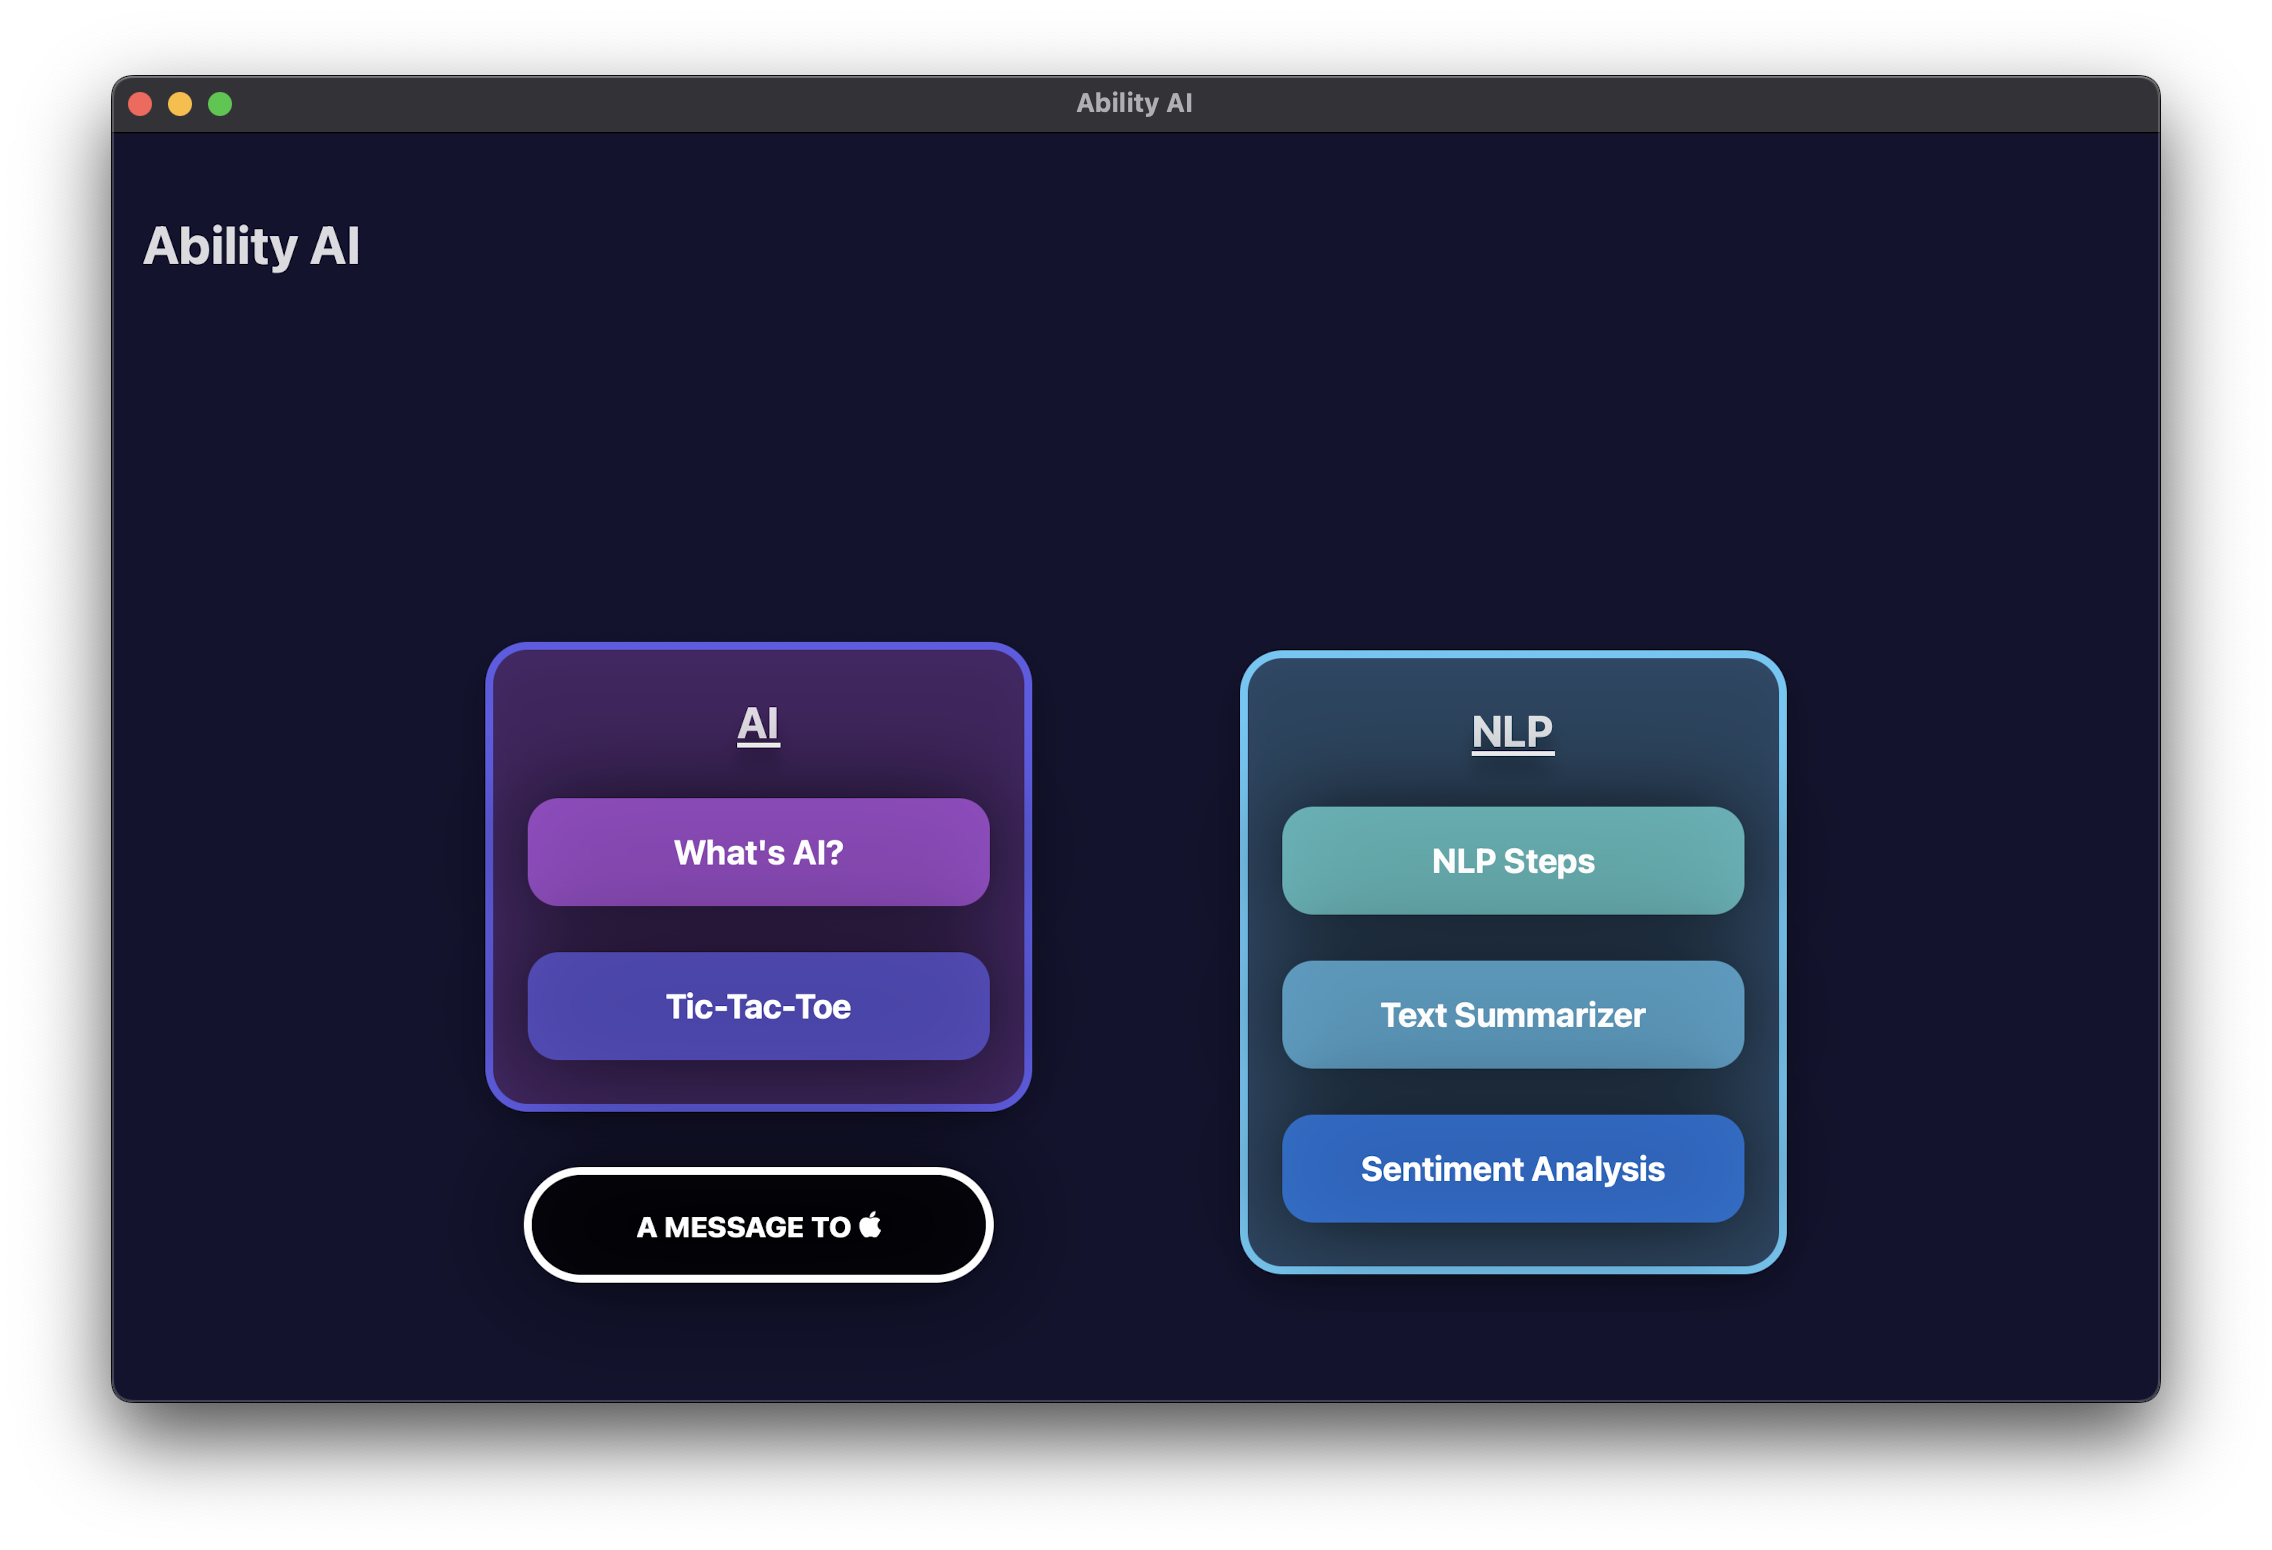 Ability AI
Ability AI
AI
What's AI?
Tic-Tac-Toe
A MESSAGE TO 
NLP
NLP Steps
Text Summarizer
Sentiment Analysis